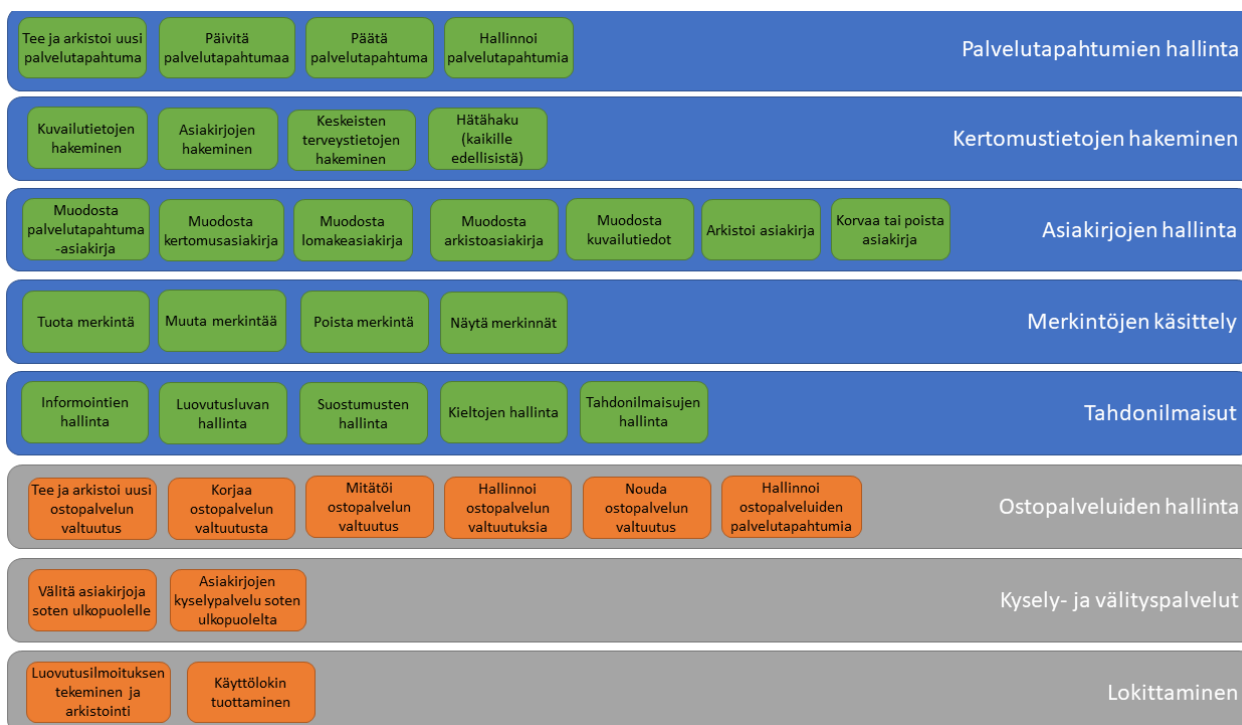 Tee ja arkistoi uusi
palvelutapahtuma
Päivitä
palvelutapahtumaa
Päätä
palvelutapahtuma
Hallinnoi
palvelutapahtumia
Palvelutapahtumien hallinta
Kuvailutietojen
hakeminen
Asiakirjojen
hakeminen
Keskeisten
terveystietojen
hakeminen
Hätähaku
(kaikille
edellisistä)
Kertomustietojen hakeminen
Muodosta
palvelutapahtuma
-asiakirja
Muodosta
kertomusasiakirja
Muodosta
lomakeasiakirja
Muodosta
arkistoasiakirja
Muodosta
kuvailutiedot
Arkistoi asiakirja
Korvaa tai poista
asiakirja
Asiakirjojen hallinta
Tuota merkintä
Muuta merkintää
Poista merkintä
Näytä merkinnät
Merkintöjen käsittely
Informointien
hallinta
Luovutusluvan
hallinta
Suostumusten
hallinta
Kieltojen hallinta
Tahdonilmaisujen
hallinta
Tahdonilmaisut
Tee ja arkistoi uusi
ostopalvelun
valtuutus
Korjaa
ostopalvelun
valtuutusta
Mitätöi
ostopalvelun
valtuutus
Hallinnoi
ostopalvelun
valtuutuksia
Nouda
ostopalvelun
valtuutus
Hallinnoi
ostopalveluiden
palvelutapahtumia
Ostopalveluiden hallinta
Välitä asiakirjoja
soten ulkopuolelle
Asiakirjojen
kyselypalvelu soten
ulkopuolelta
Kysely- ja välityspalvelut
Luovutusilmoituksen
tekeminen ja
arkistointi
Käyttölokin
tuottaminen
Lokittaminen